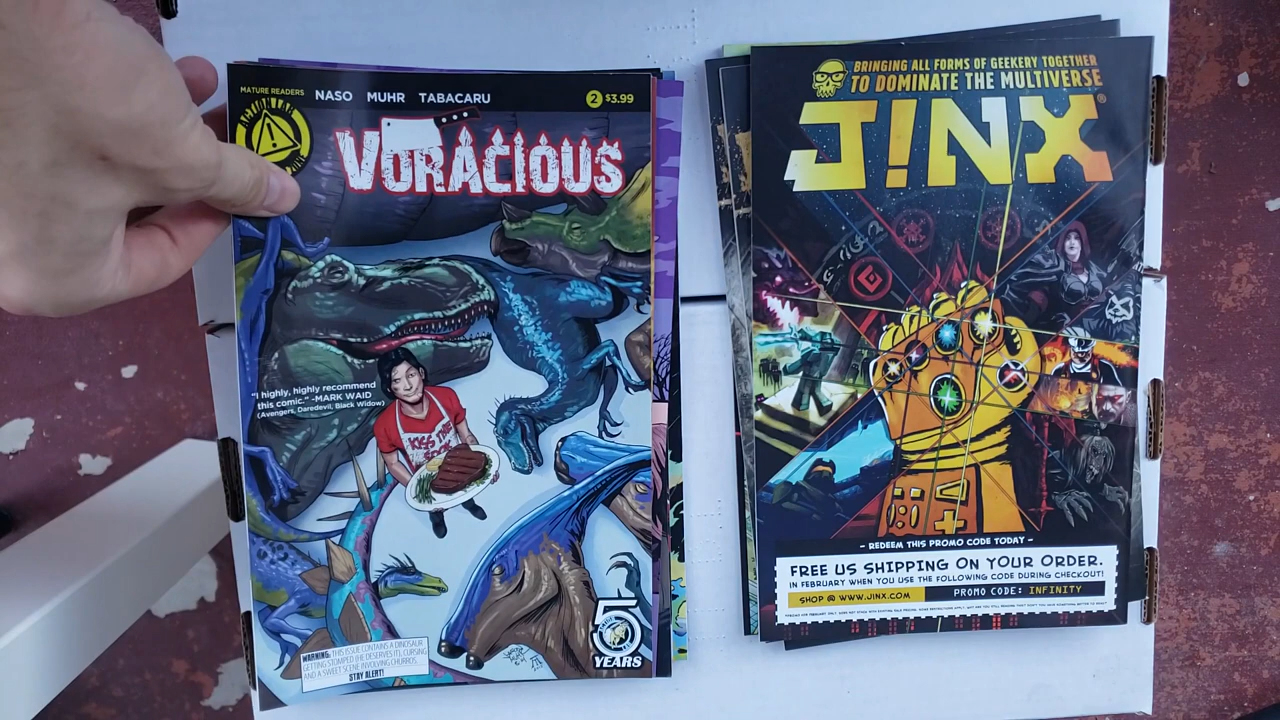 MATURE READERS
NASO MUHR TABACARU
2 $3.99
ACTION LAB
VORACIOUS
"I highly, highly recommend
this comic." -MARK WAID
(Avengers, Daredevil, Black Widow)
KISS THE
WARNING: THIS ISSUE CONTAINS A DINOSAUR
GETTING STOMPED (HE DESERVES IT), CURSING
AND A SWEET SCENE INVOLVING CHURROS.
STAY ALERT!
5
YEARS
BRINGING ALL FORMS OF GEEKERY TOGETHER
TO DOMINATE THE MULTIVERSE
J!NX®
- REDEEM THIS PROMO CODE TODAY -
FREE US SHIPPING ON YOUR ORDER.
IN FEBRUARY WHEN YOU USE THE FOLLOWING CODE DURING CHECKOUT!
SHOP @ WWW.JINX.COM
PROMO CODE: INFINITY